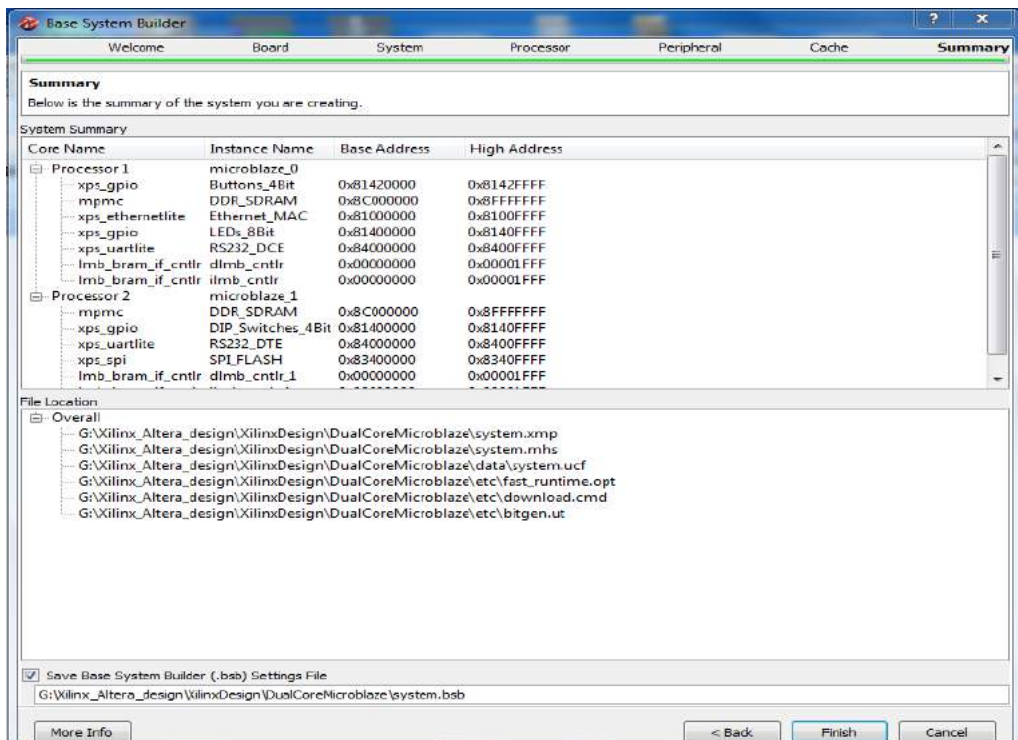 Base System Builder
? x
Welcome Board System Processor Peripheral Cache Summary
Summary
Below is the summary of the system you are creating.
System Summary
Core Name Instance Name Base Address High Address
Processor 1 microblaze_0
xps_gpio Buttons_4Bit 0x81420000 0x8142FFFF
mpmc DDR_SDRAM 0x8C000000 0x8FFFFFFF
xps_ethernetlite Ethernet_MAC 0x81000000 0x8100FFFF
xps_gpio LEDs_8Bit 0x81400000 0x8140FFFF
xps_uartlite RS232_DCE 0x84000000 0x8400FFFF
lmb_bram_if_cntlr dlmb_cntlr 0x00000000 0x00001FFF
lmb_bram_if_cntlr ilmb_cntlr 0x00000000 0x00001FFF
Processor 2 microblaze_1
mpmc DDR_SDRAM 0x8C000000 0x8FFFFFFF
xps_gpio DIP_Switches_4Bit 0x81400000 0x8140FFFF
xps_uartlite RS232_DTE 0x84000000 0x8400FFFF
xps_spi SPI_FLASH 0x83400000 0x8340FFFF
lmb_bram_if_cntlr dlmb_cntlr_1 0x00000000 0x00001FFF
File Location
Overall
G:\Xilinx_Altera_design\XilinxDesign\DualCoreMicroblaze\system.xmp
G:\Xilinx_Altera_design\XilinxDesign\DualCoreMicroblaze\system.mhs
G:\Xilinx_Altera_design\XilinxDesign\DualCoreMicroblaze\data\system.ucf
G:\Xilinx_Altera_design\XilinxDesign\DualCoreMicroblaze\etc\fast_runtime.opt
G:\Xilinx_Altera_design\XilinxDesign\DualCoreMicroblaze\etc\download.cmd
G:\Xilinx_Altera_design\XilinxDesign\DualCoreMicroblaze\etc\bitgen.ut
Save Base System Builder (.bsb) Settings File
G:\Xilinx_Altera_design\XilinxDesign\DualCoreMicroblaze\system.bsb
More Info < Back Finish Cancel